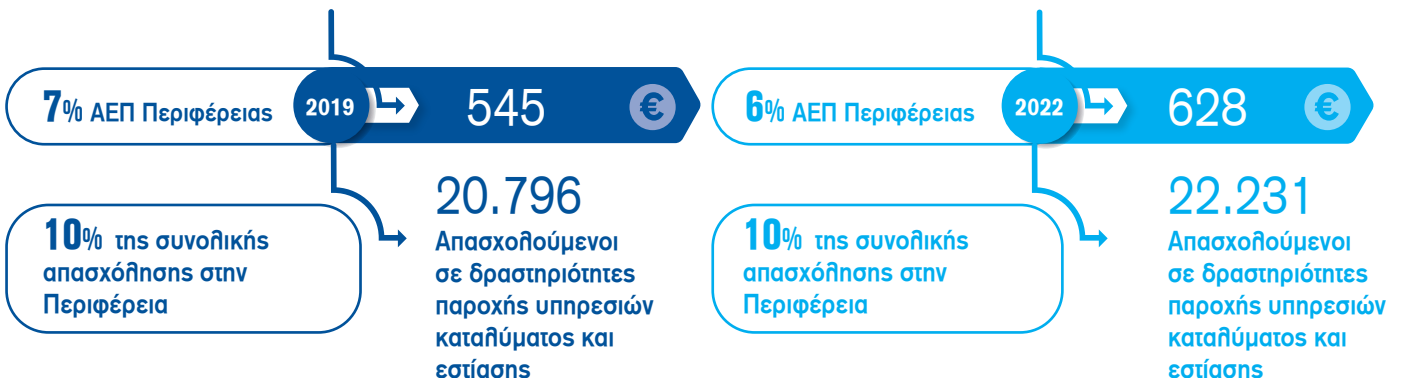 7% ΑΕΠ Περιφέρειας
2019
545
€
10% της συνολικής
απασχόλησης στην
Περιφέρεια
20.796
Απασχολούμενοι
σε δραστηριότητες
παροχής υπηρεσιών
καταλύματος και
εστίασης
6% ΑΕΠ Περιφέρειας
2022
628
€
10% της συνολικής
απασχόλησης στην
Περιφέρεια
22.231
Απασχολούμενοι
σε δραστηριότητες
παροχής υπηρεσιών
καταλύματος και
εστίασης